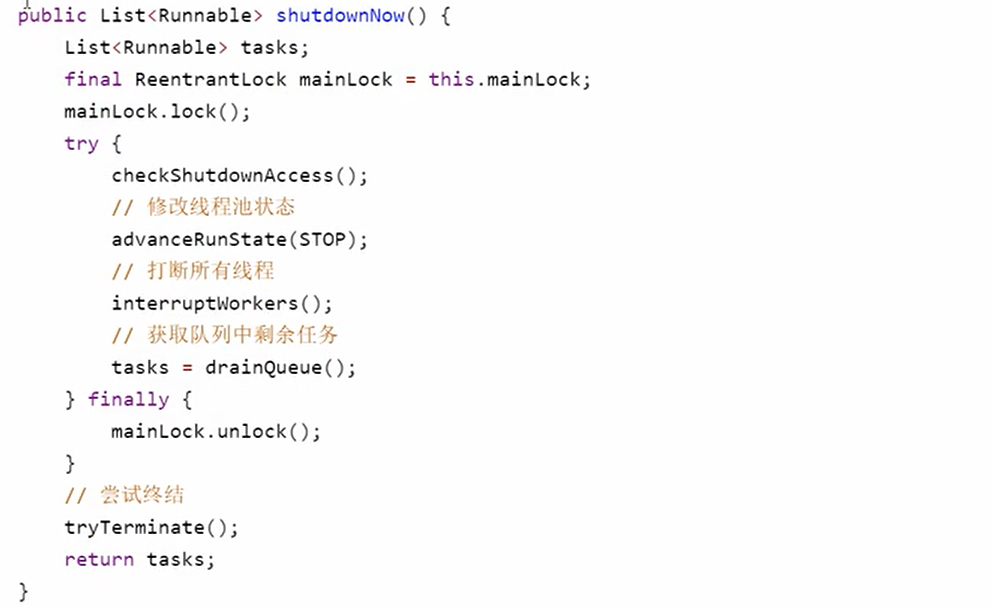 public List<Runnable> shutdownNow() {
    List<Runnable> tasks;
    final ReentrantLock mainLock = this.mainLock;
    mainLock.lock();
    try {
        checkShutdownAccess();
        // 修改线程池状态
        advanceRunState(STOP);
        // 打断所有线程
        interruptWorkers();
        // 获取队列中剩余任务
        tasks = drainQueue();
    } finally {
        mainLock.unlock();
    }
    // 尝试终结
    tryTerminate();
    return tasks;
}